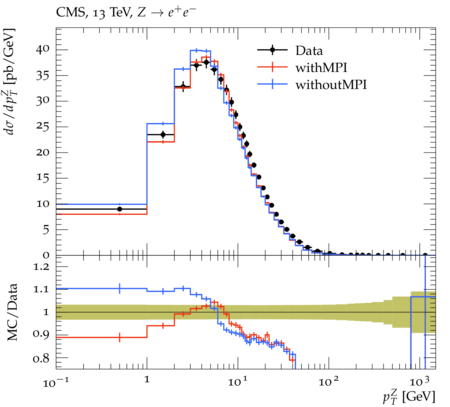 CMS, 13 TeV, Z → e⁺e⁻
dσ/dp_T^Z [pb/GeV]
40
35
30
25
20
15
10
5
0
Data
withMPI
withoutMPI
MC/Data
1.2
1.1
1
0.9
0.8
10⁻¹ 1 10¹ 10² 10³
p_T^Z [GeV]